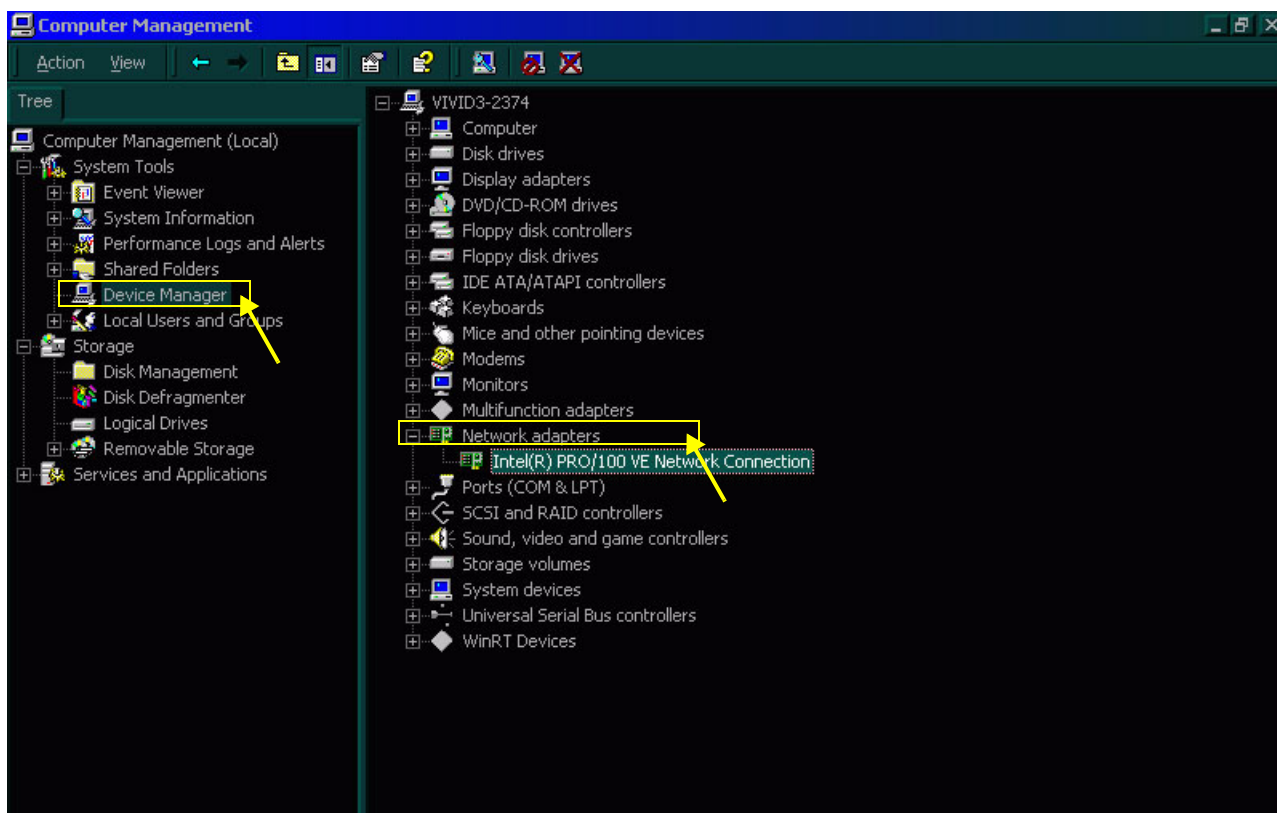 Computer Management
Action View
Tree
Computer Management (Local)
System Tools
Event Viewer
System Information
Performance Logs and Alerts
Shared Folders
Device Manager
Local Users and Groups
Storage
Disk Management
Disk Defragmenter
Logical Drives
Removable Storage
Services and Applications
VIVID3-2374
Computer
Disk drives
Display adapters
DVD/CD-ROM drives
Floppy disk controllers
Floppy disk drives
IDE ATA/ATAPI controllers
Keyboards
Mice and other pointing devices
Modems
Monitors
Multifunction adapters
Network adapters
Intel(R) PRO/100 VE Network Connection
Ports (COM & LPT)
SCSI and RAID controllers
Sound, video and game controllers
Storage volumes
System devices
Universal Serial Bus controllers
WinRT Devices